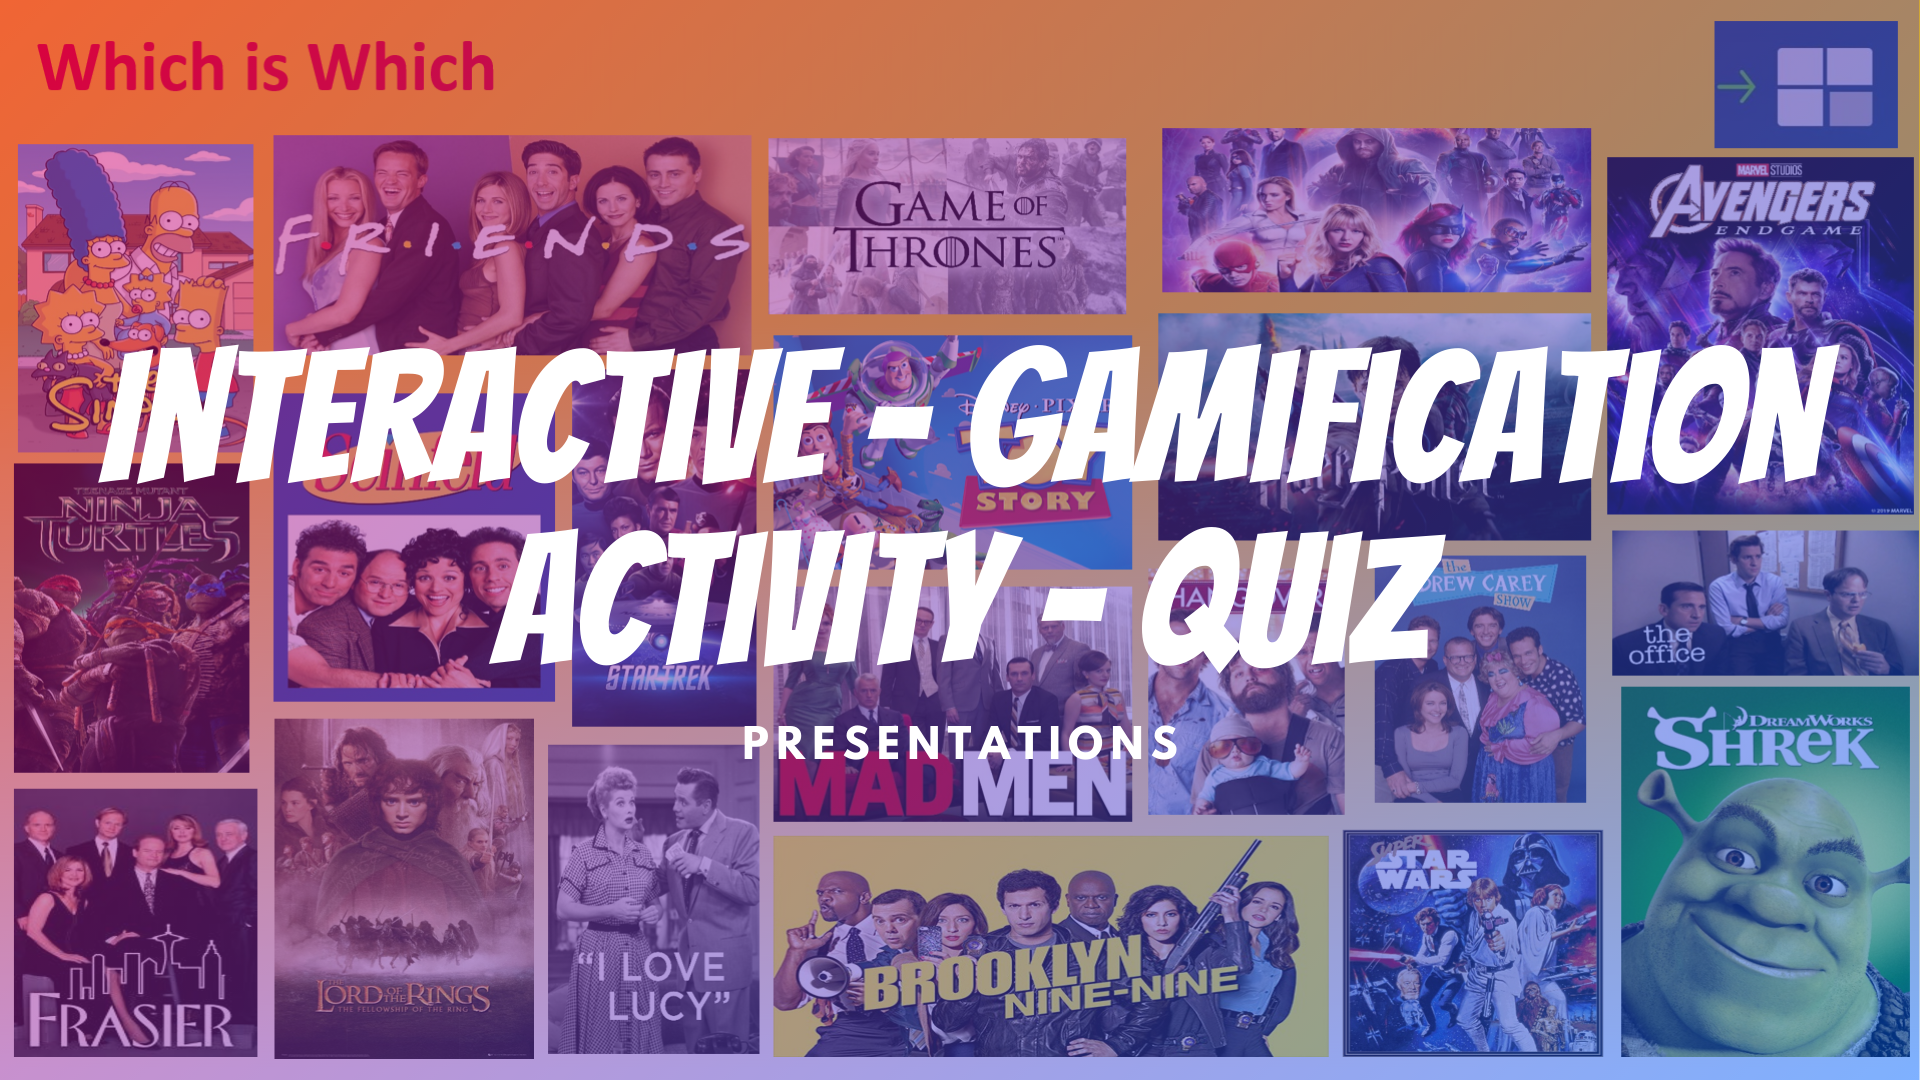 Which is Which
MARVEL STUDIOS
AVENGERS
ENDGAME
GAME OF
THRONES
FRIENDS
INTERACTIVE - GAMIFICATION
ACTIVITY - QUIZ
PRESENTATIONS
STORY
TEENAGE MUTANT
NINJA
TURTLES
STAR TREK
MAD MEN
the
DREW CAREY
SHOW
the
office
DREAMWORKS
SHREK
SUPER
STAR
WARS
FRASIER
LORD OF THE RINGS
THE FELLOWSHIP OF THE RING
"I LOVE
LUCY"
BROOKLYN
NINE-NINE